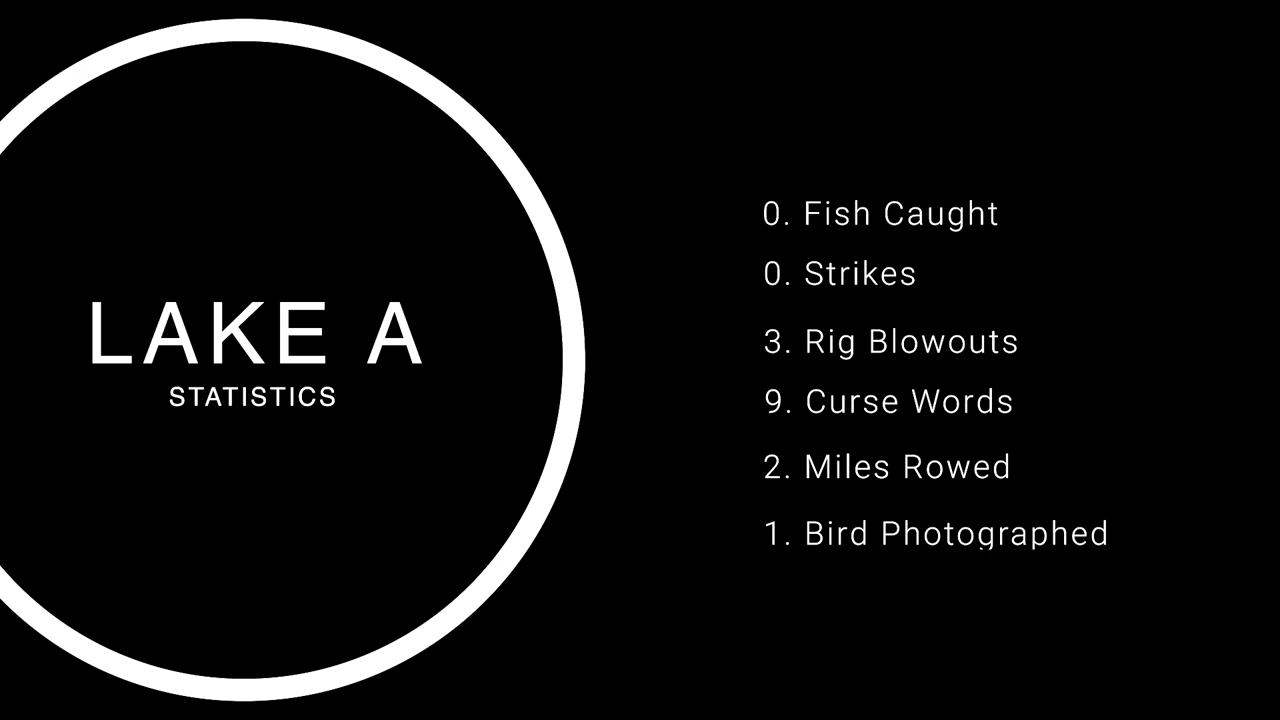 LAKE A
STATISTICS
0. Fish Caught
0. Strikes
3. Rig Blowouts
9. Curse Words
2. Miles Rowed
1. Bird Photographed